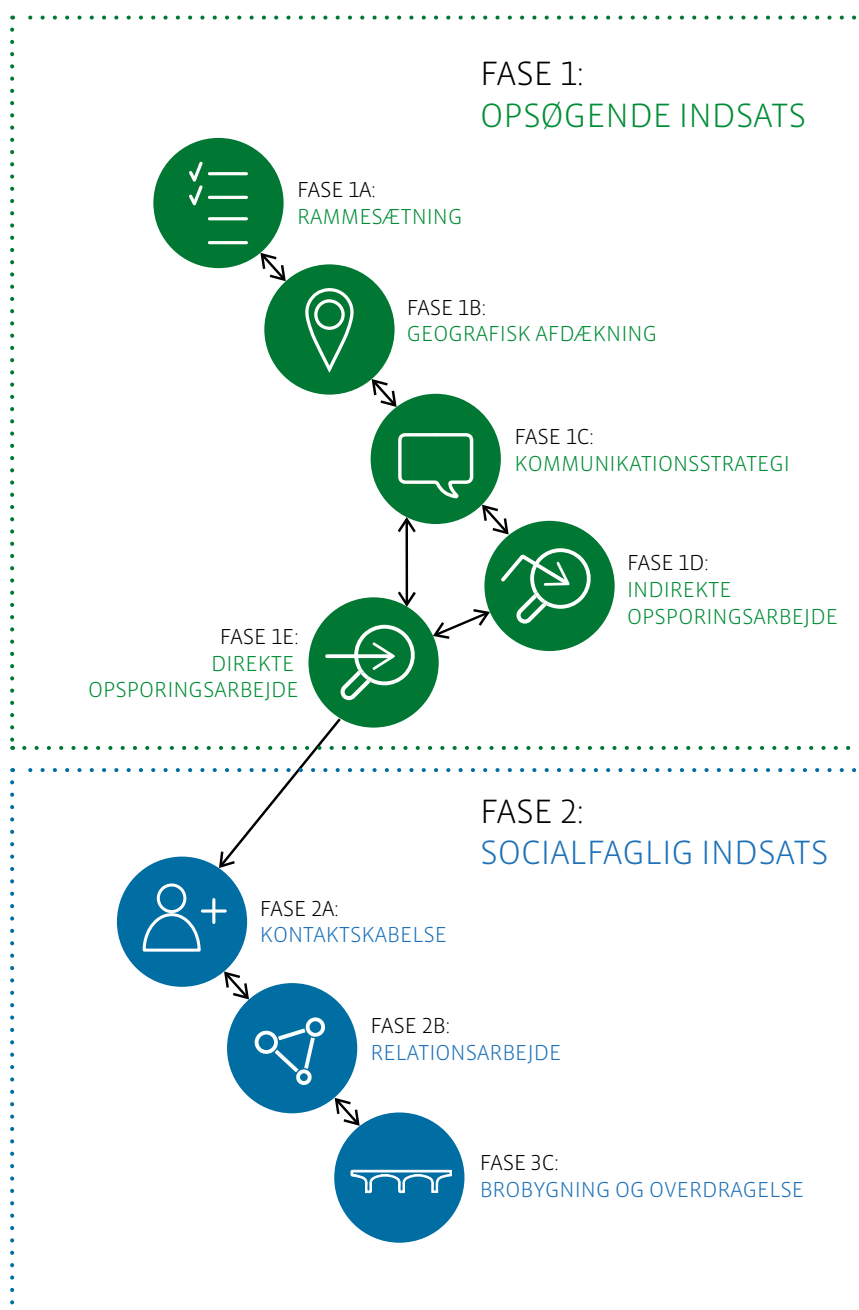 FASE 1:
OPSØGENDE INDSATS
FASE 1A:
RAMMESÆTNING
FASE 1B:
GEOGRAFISK AFDÆKNING
FASE 1C:
KOMMUNIKATIONSSTRATEGI
FASE 1D:
INDIREKTE
OPSPORINGSARBEJDE
FASE 1E:
DIREKTE
OPSPORINGSARBEJDE
FASE 2:
SOCIALFAGLIG INDSATS
FASE 2A:
KONTAKTSKABELSE
FASE 2B:
RELATIONSARBEJDE
FASE 3C:
BROBYGNING OG OVERDRAGELSE